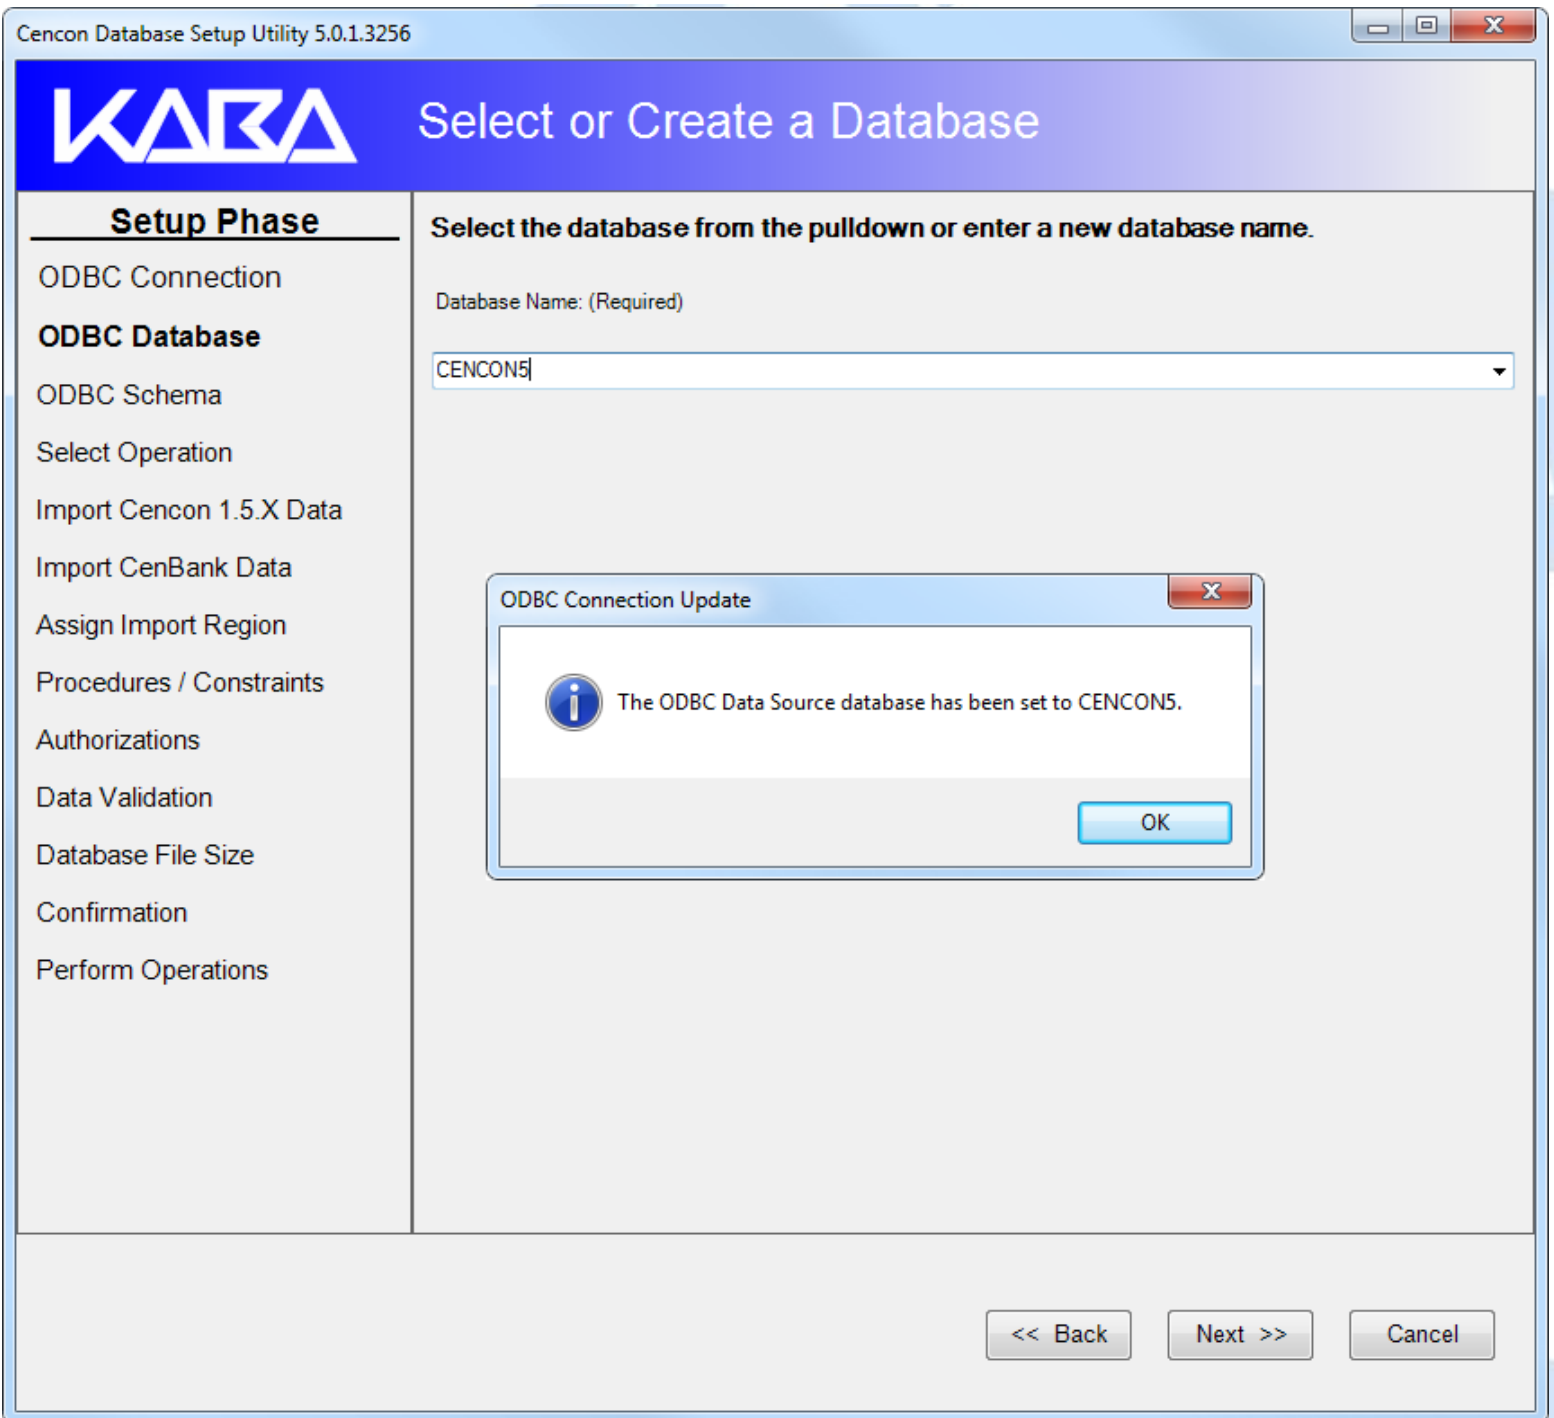 Cencon Database Setup Utility 5.0.1.3256
KABA
Select or Create a Database
Setup Phase
ODBC Connection
ODBC Database
ODBC Schema
Select Operation
Import Cencon 1.5.X Data
Import CenBank Data
Assign Import Region
Procedures / Constraints
Authorizations
Data Validation
Database File Size
Confirmation
Perform Operations
Select the database from the pulldown or enter a new database name.
Database Name: (Required)
CENCON5
ODBC Connection Update
The ODBC Data Source database has been set to CENCON5.
OK
<< Back
Next >>
Cancel